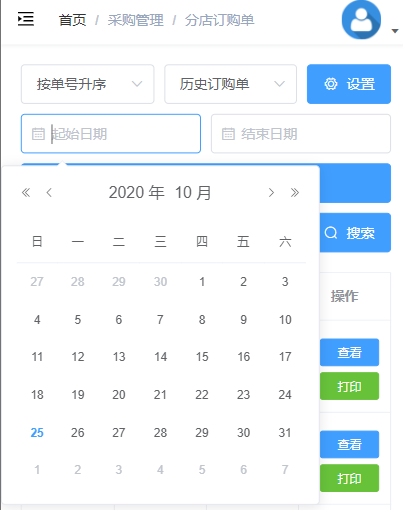 首页 / 采购管理 / 分店订购单
按单号升序 历史订购单 设置
起始日期 结束日期
2020 年 10 月
搜索
日 一 二 三 四 五 六
操作
27 28 29 30 1 2 3
4 5 6 7 8 9 10
查看
11 12 13 14 15 16 17
打印
18 19 20 21 22 23 24
25 26 27 28 29 30 31
查看
1 2 3 4 5 6 7
打印